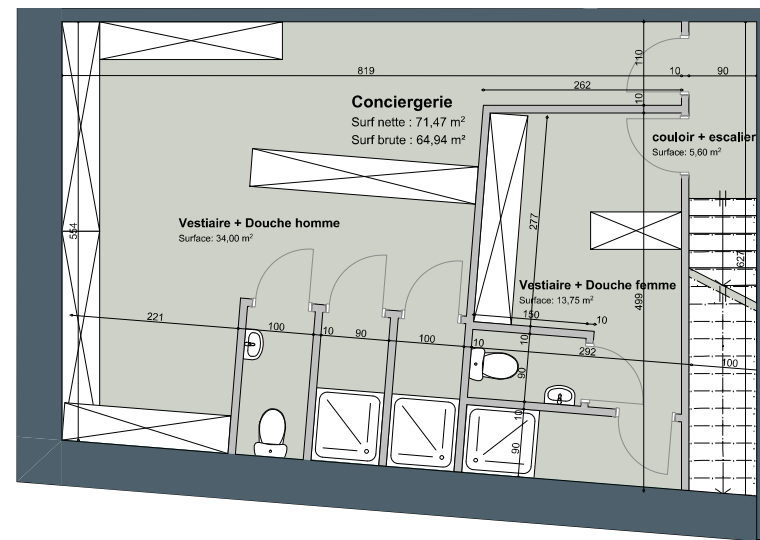 110
819
10
90
262
10
Conciergerie
Surf nette : 71,47 m²
Surf brute : 64,94 m²
couloir + escalier
Surface: 5,60 m²
277
Vestiaire + Douche homme
Surface: 34,00 m²
554
627
Vestiaire + Douche femme
Surface: 13,75 m²
499
150
10
221
100
10
90
100
10
10
292
100
90
10
90